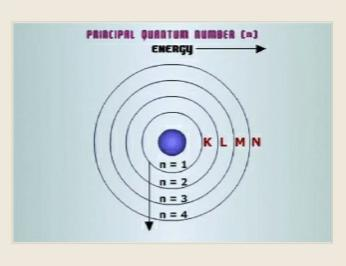 PRINCIPAL QUANTUM NUMBER (n)
ENERGY
K L M N
n = 1
n = 2
n = 3
n = 4